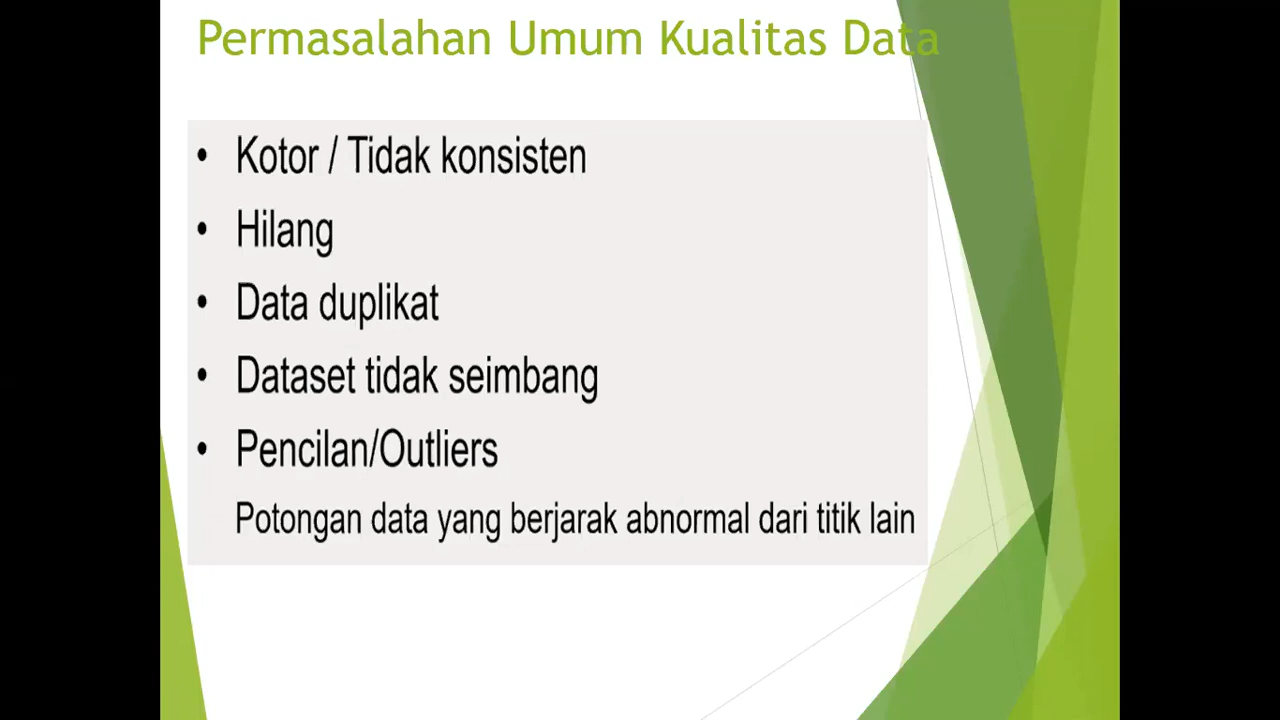 Permasalahan Umum Kualitas Data
• Kotor / Tidak konsisten
• Hilang
• Data duplikat
• Dataset tidak seimbang
• Pencilan/Outliers
Potongan data yang berjarak abnormal dari titik lain